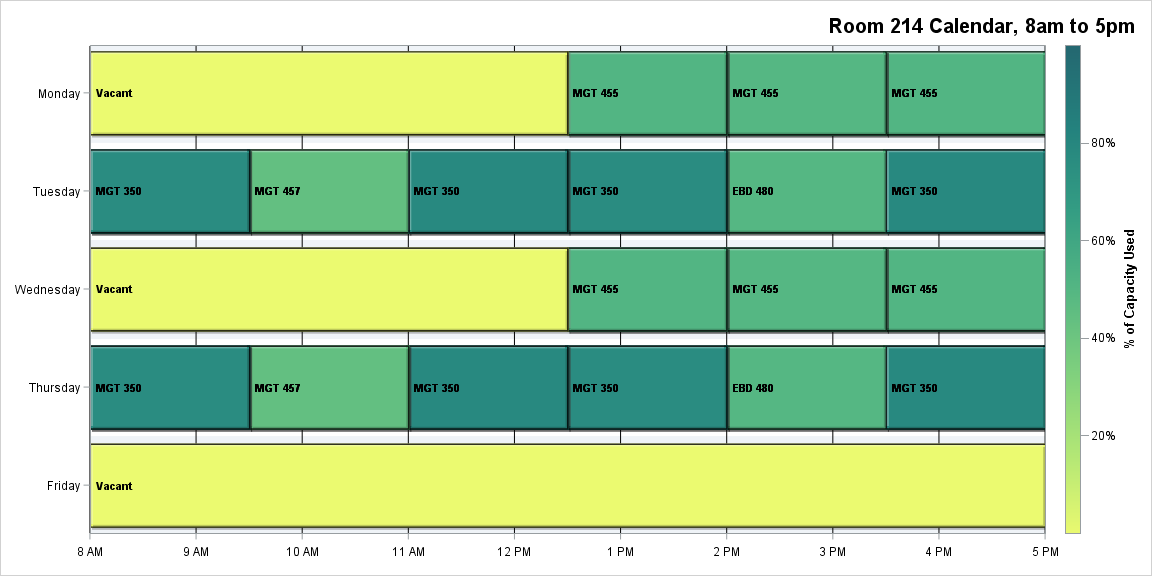 Room 214 Calendar, 8am to 5pm
Monday
Vacant
MGT 455
MGT 455
MGT 455
Tuesday
MGT 350
MGT 457
MGT 350
MGT 350
EBD 480
MGT 350
Wednesday
Vacant
MGT 455
MGT 455
MGT 455
Thursday
MGT 350
MGT 457
MGT 350
MGT 350
EBD 480
MGT 350
Friday
Vacant
8 AM
9 AM
10 AM
11 AM
12 PM
1 PM
2 PM
3 PM
4 PM
5 PM
80%
60%
40%
20%
% of Capacity Used